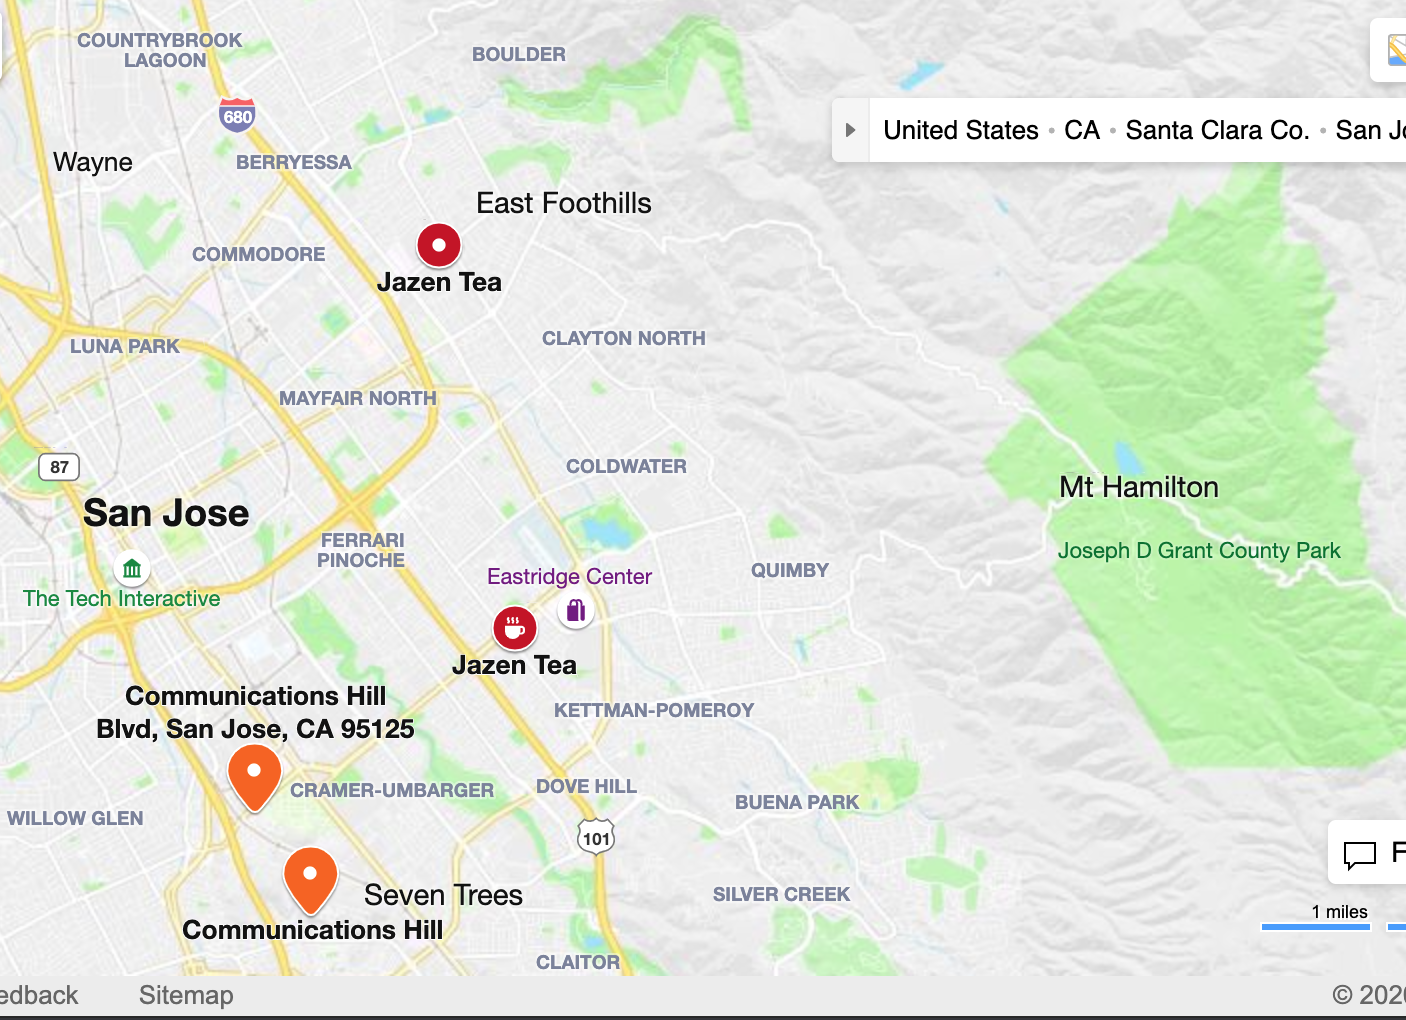 COUNTRYBROOK
LAGOON
BOULDER
680
United States • CA • Santa Clara Co. • San Jo
Wayne
BERRYESSA
East Foothills
COMMODORE
Jazen Tea
LUNA PARK
CLAYTON NORTH
MAYFAIR NORTH
87
COLDWATER
Mt Hamilton
San Jose
FERRARI
PINOCHE
Joseph D Grant County Park
Eastridge Center
QUIMBY
The Tech Interactive
Jazen Tea
Communications Hill
Blvd, San Jose, CA 95125
KETTMAN-POMEROY
CRAMER-UMBARGER
DOVE HILL
BUENA PARK
WILLOW GLEN
101
F
Seven Trees
SILVER CREEK
1 miles
Communications Hill
CLAITOR
edback
Sitemap
© 202